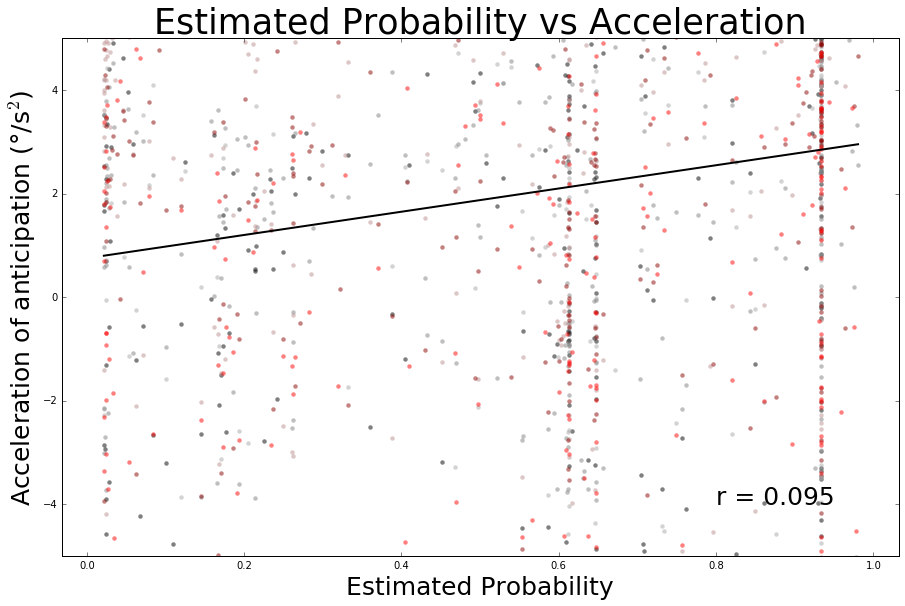 Estimated Probability vs Acceleration
Acceleration of anticipation (°/s²)
4
2
0
−2
−4
r = 0.095
0.0 0.2 0.4 0.6 0.8 1.0
Estimated Probability